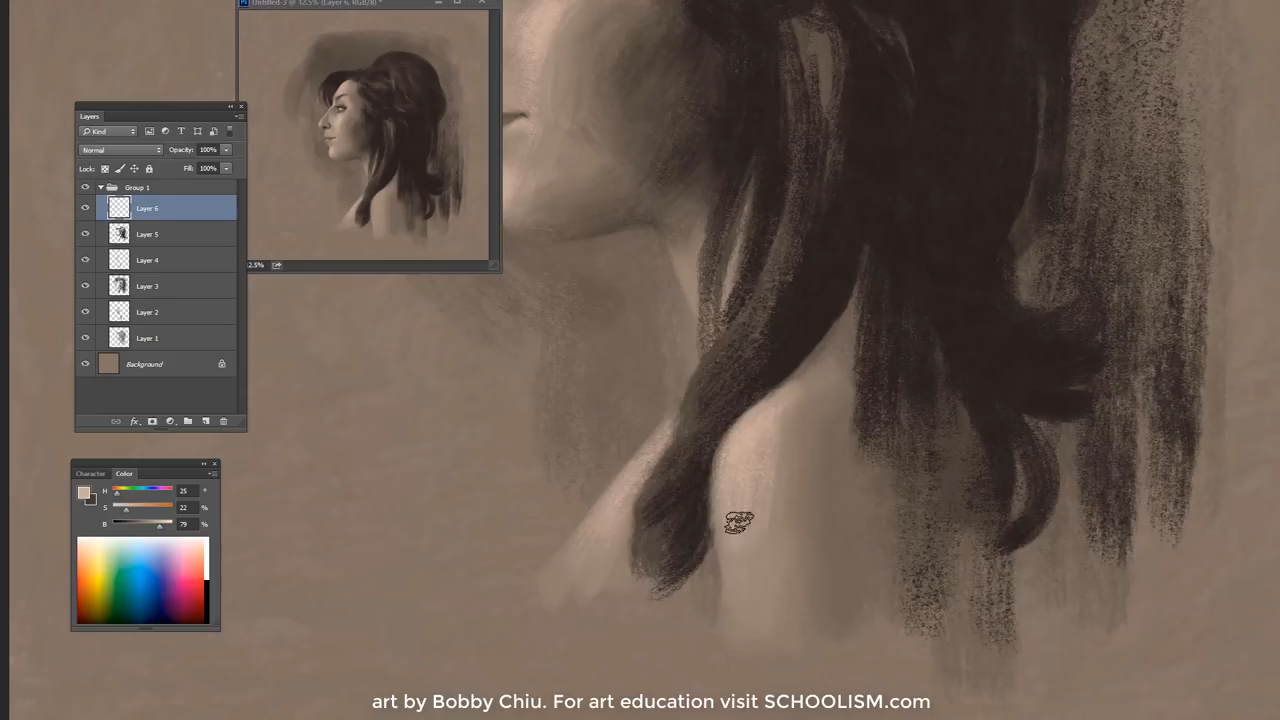 Untitled-3 @ 12.5% (Layer 6, RGB/8) *
Layers
Kind
Normal
Opacity: 100%
Lock:
Fill: 100%
Group 1
Layer 6
Layer 5
Layer 4
Layer 3
Layer 2
Layer 1
Background
fx
2.5%
Character Color
H 25 °
S 22 %
B 79 %
art by Bobby Chiu. For art education visit SCHOOLISM.com